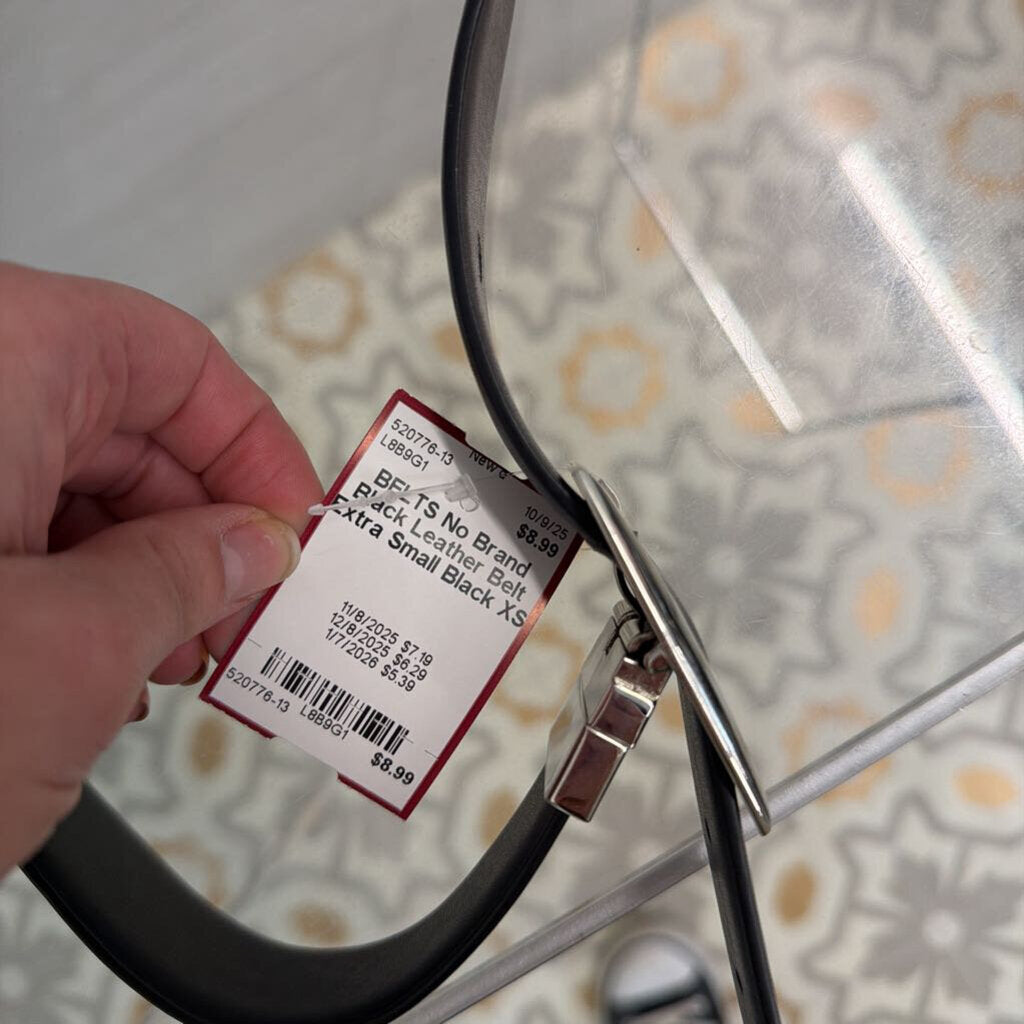 520776-13
L8B9G1
New
10/9/25
$8.99
BELTS No Brand
Black Leather Belt
Extra Small Black XS
11/8/2025 $7.19
12/8/2025 $6.29
1/7/2026 $5.39
520776-13 L8B9G1
$8.99